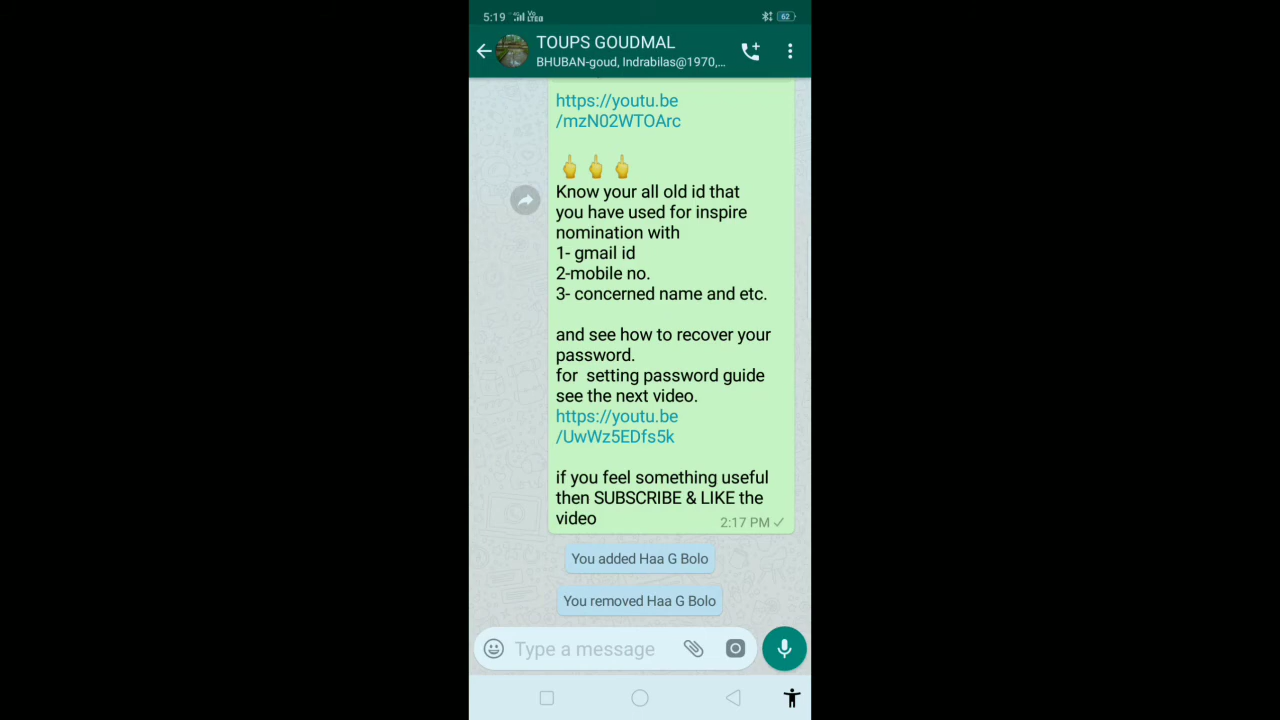 5:19
62
TOUPS GOUDMAL
BHUBAN-goud, Indrabilas@1970,...
https://youtu.be
/mzN02WTOArc
👆👆👆
Know your all old id that
you have used for inspire
nomination with
1- gmail id
2-mobile no.
3- concerned name and etc.
and see how to recover your
password.
for  setting password guide
see the next video.
https://youtu.be
/UwWz5EDfs5k
if you feel something useful
then SUBSCRIBE & LIKE the
video
2:17 PM
You added Haa G Bolo
You removed Haa G Bolo
Type a message